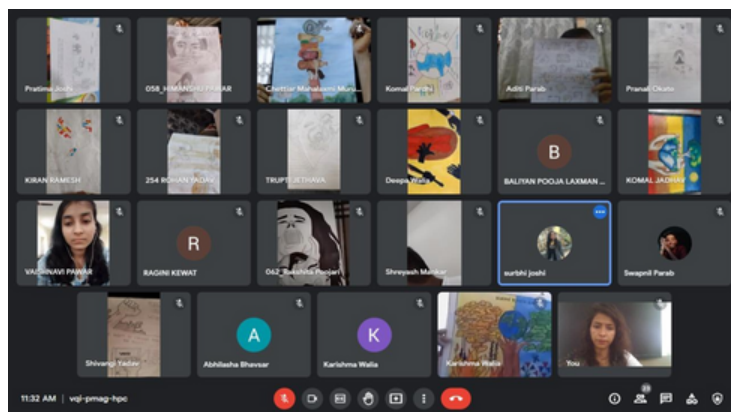 Pratima Joshi
058_HIMANSHU PAWAR
Chettiar Mahalaxmi Muru...
Komal Pardhi
Aditi Parab
Pranali Okate
KIRAN RAMESH
254 ROHAN YADAV
TRUPTI JETHAVA
Deepa Walia
B
BALIYAN POOJA LAXMAN ...
KOMAL JADHAV
VAISHNAVI PAWAR
R
RAGINI KEWAT
062_Rakshita Poojari
Shreyash Mankar
surbhi joshi
Swapnil Parab
Shivangi Yadav
A
Abhilasha Bhavsar
K
Karishma Walia
Karishma Walia
You
11:32 AM | vqi-pmag-hpc
23